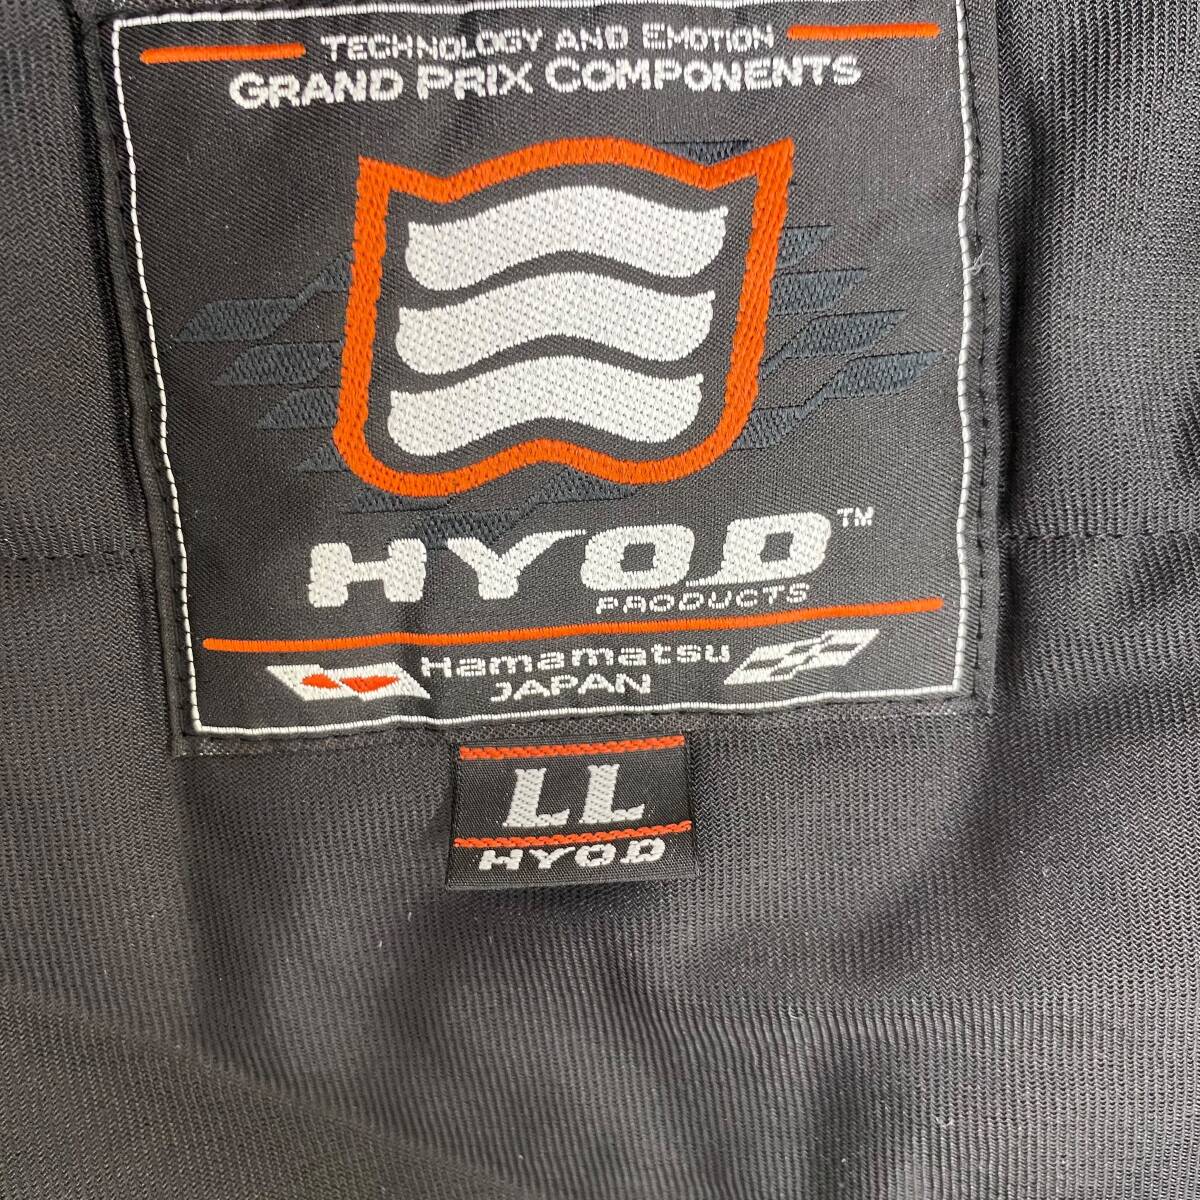 TECHNOLOGY AND EMOTION
GRAND PRIX COMPONENTS
HYOD™
PRODUCTS
Hamamatsu
JAPAN
LL
HYOD